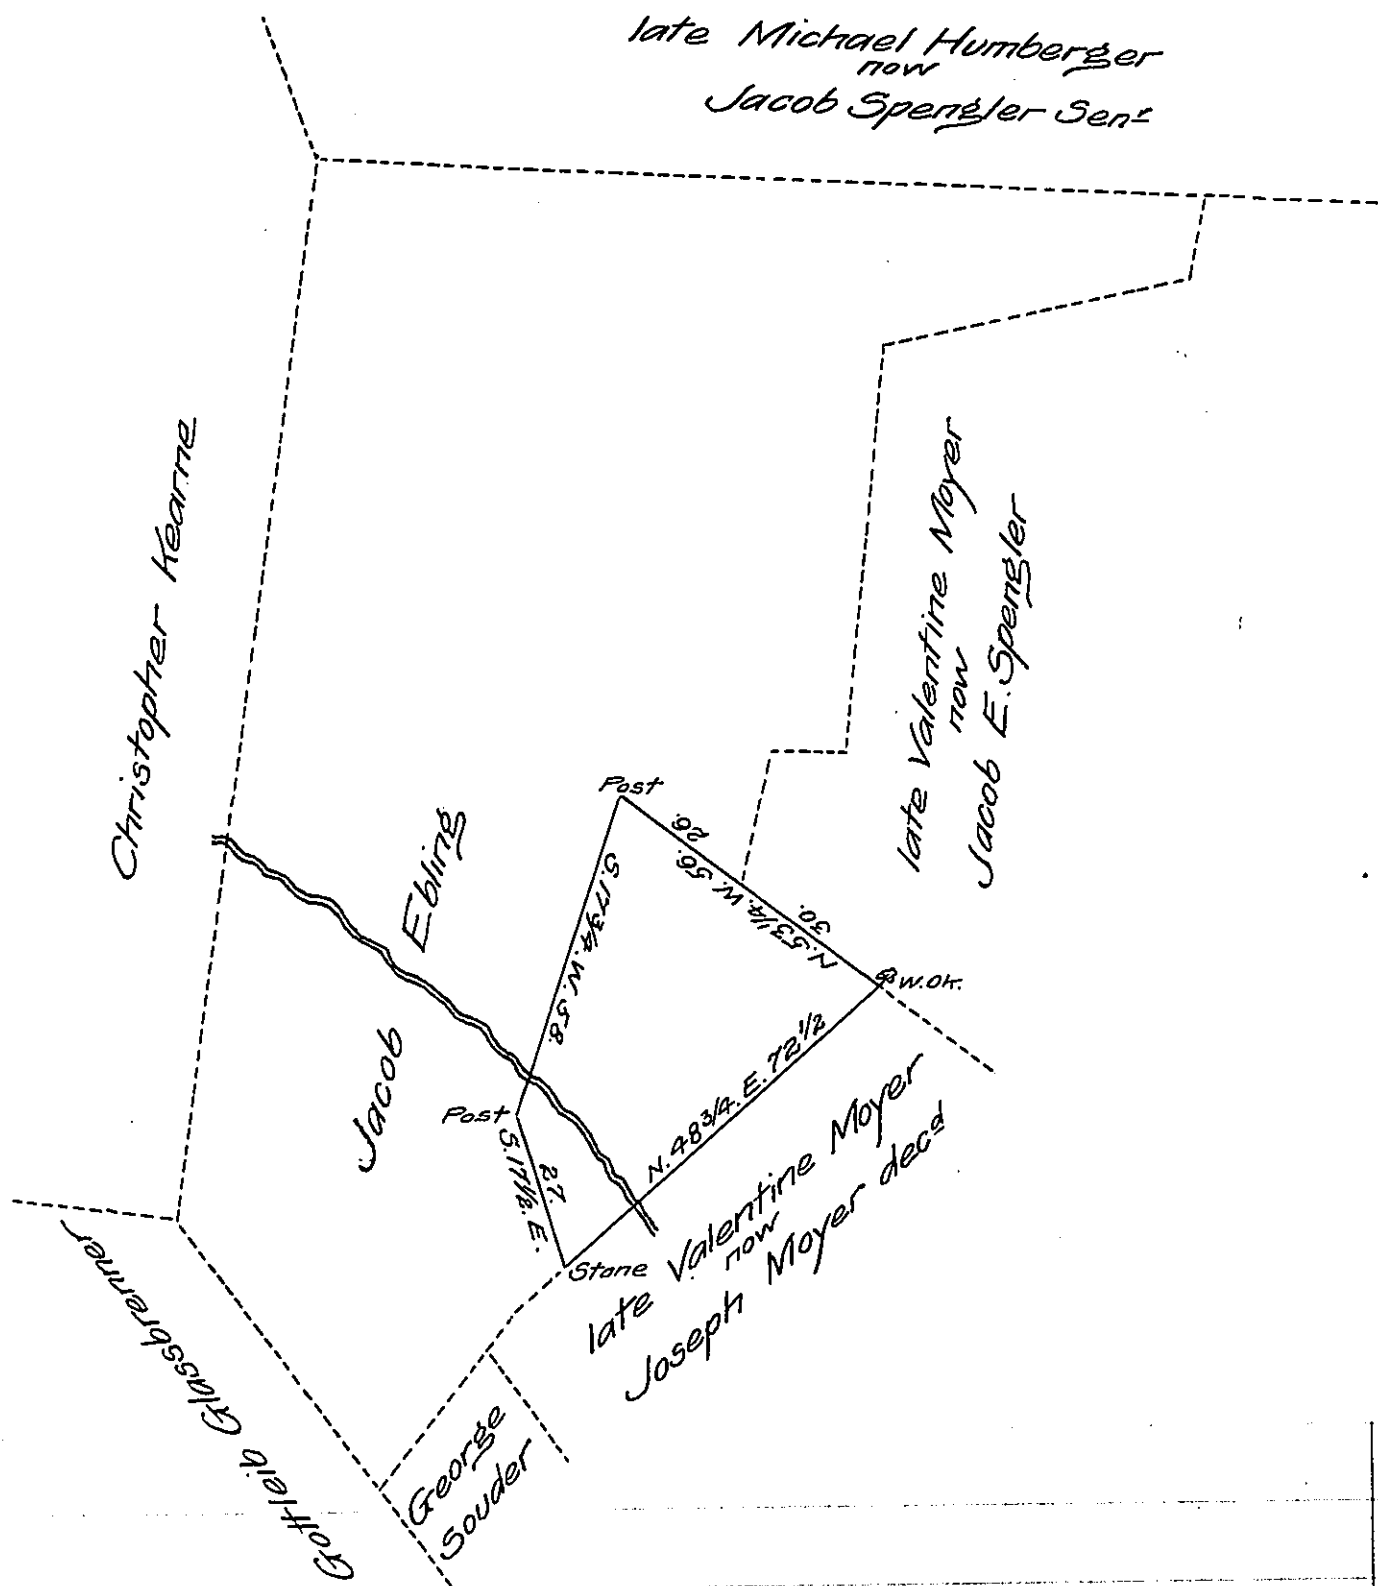 late Michael Humberger
now
Jacob Spengler Senr
Christopher Kearne
late Valentine Moyer
now
Jacob E. Spengler
Jacob Ebling
Post
26.
N. 53 1/4. W. 56.
30.
W. Ok.
S. 17 3/4. W. 58.
Post
27.
S. 17 1/2. E.
N. 48 3/4. E. 72 1/2
Stone
late Valentine Moyer
now
Joseph Moyer decd
Gottleib Glassbrenner
George
Souder